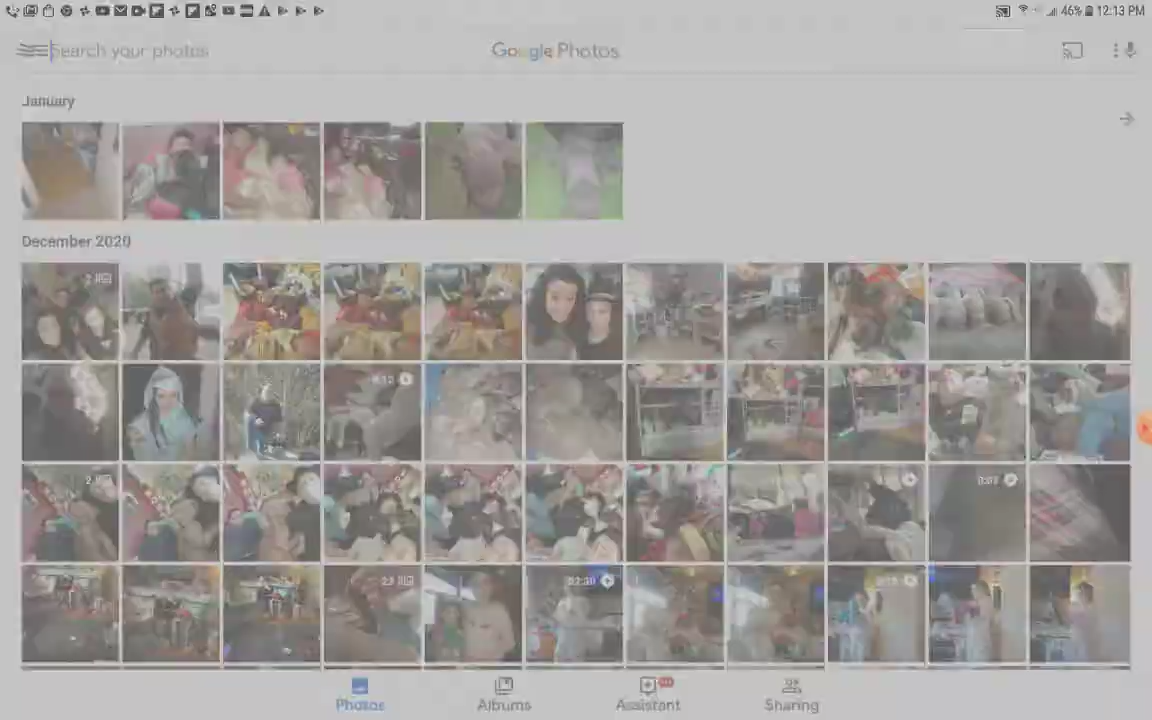 46% 12:13 PM
Search your photos
Google Photos
January
December 2020
Photos
Albums
Assistant
Sharing